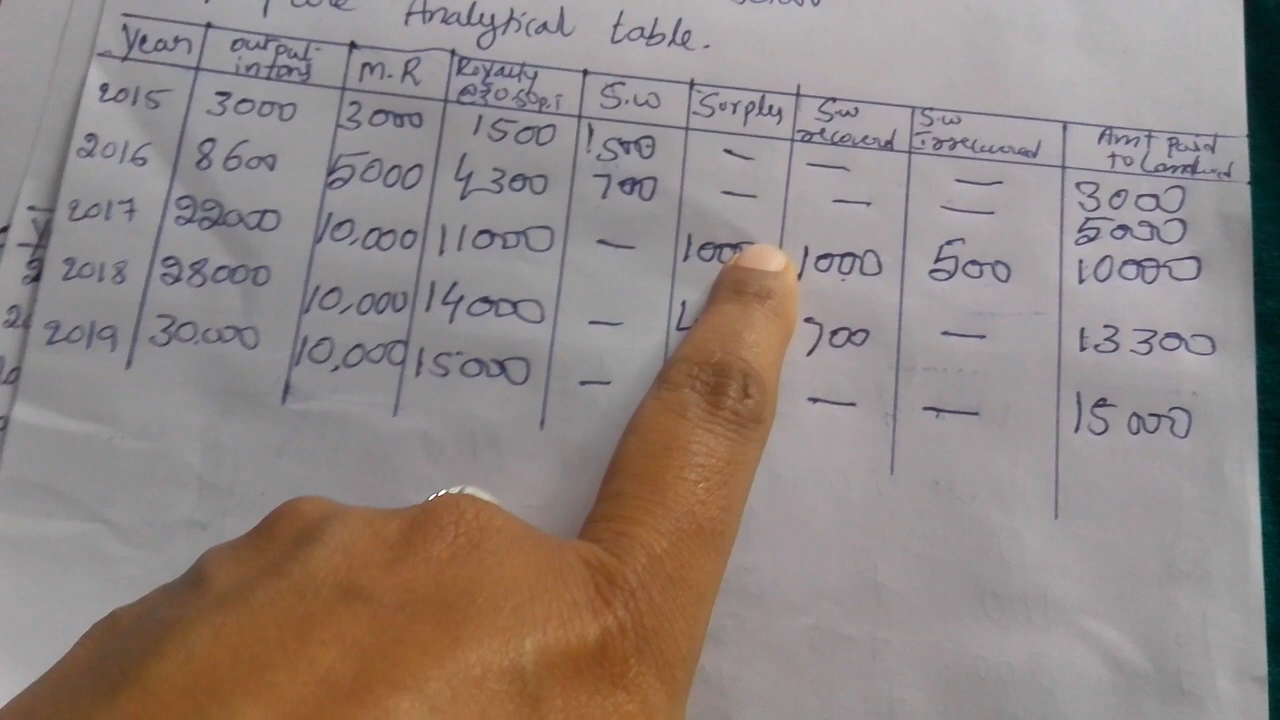 Analytical table.
Year output in tons M.R Royalty @ ₹0.50p.t S.W Surplus S.W recovered S.W Irrecovered Amt paid to Landlord
2015 3000 3000 1500 1500 — — — 3000
2016 8600 5000 4300 700 — — — 5000
2017 22000 10,000 11000 — 1000 1000 500 10000
2018 28000 10,000 14000 — 700 — 13300
2019 30,000 10,000 15000 — — — 15000